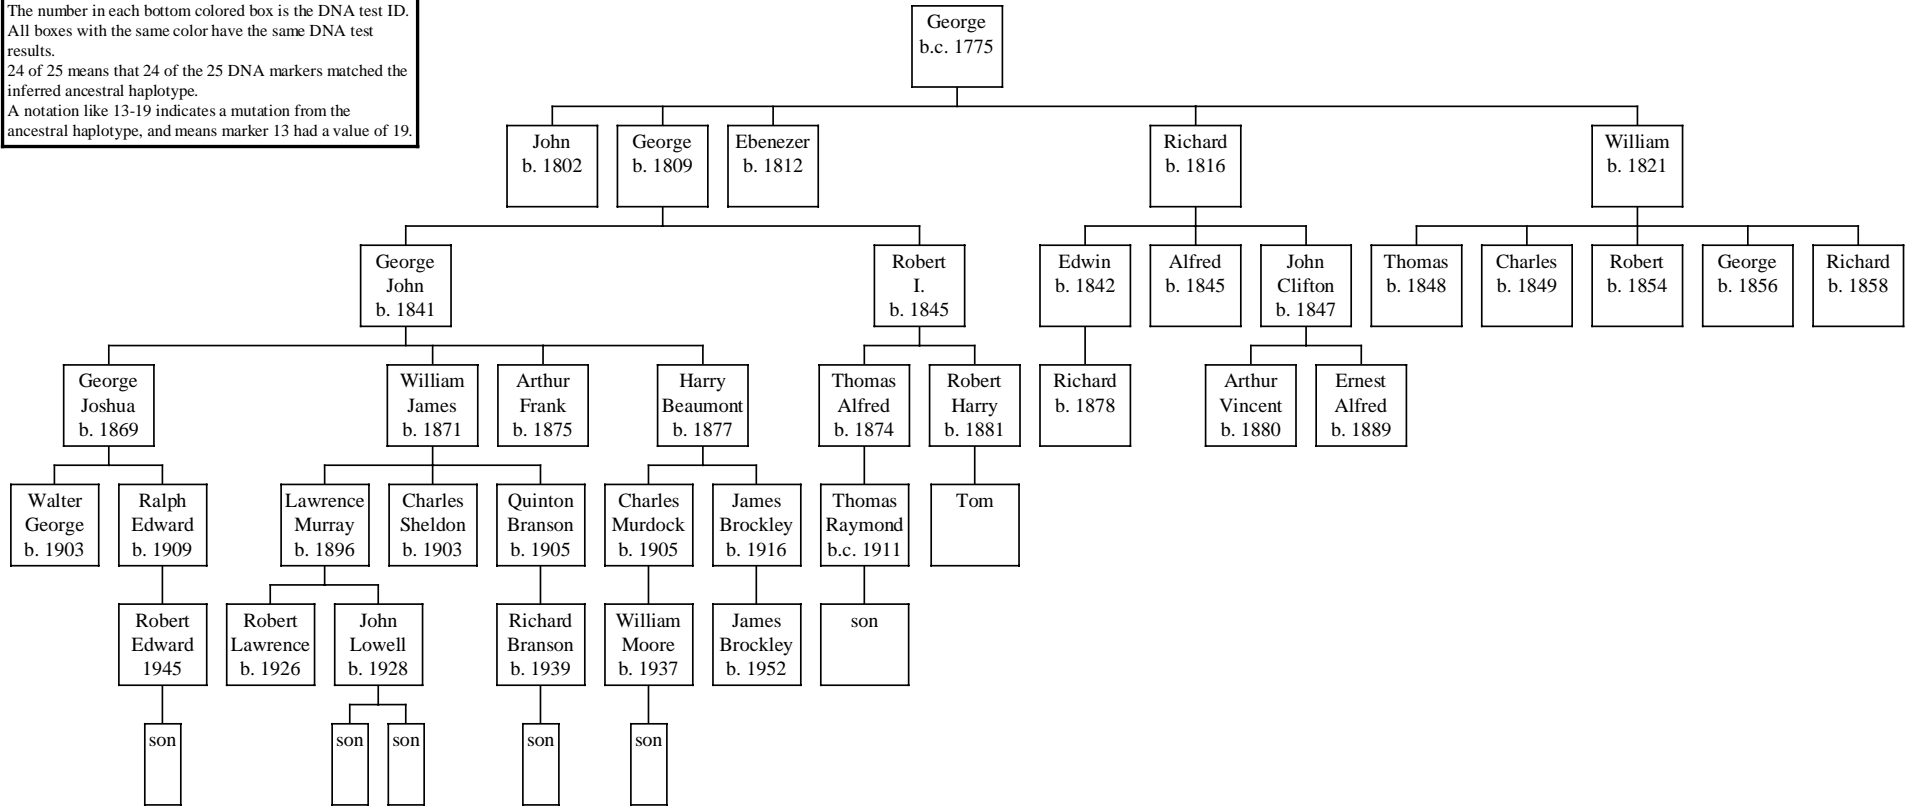 The number in each bottom colored box is the DNA test ID.
All boxes with the same color have the same DNA test
results.
24 of 25 means that 24 of the 25 DNA markers matched the
inferred ancestral haplotype.
A notation like 13-19 indicates a mutation from the
ancestral haplotype, and means marker 13 had a value of 19.
George
b.c. 1775
John
b. 1802
George
b. 1809
Ebenezer
b. 1812
Richard
b. 1816
William
b. 1821
George
John
b. 1841
Robert
I.
b. 1845
Edwin
b. 1842
Alfred
b. 1845
John
Clifton
b. 1847
Thomas
b. 1848
Charles
b. 1849
Robert
b. 1854
George
b. 1856
Richard
b. 1858
George
Joshua
b. 1869
William
James
b. 1871
Arthur
Frank
b. 1875
Harry
Beaumont
b. 1877
Thomas
Alfred
b. 1874
Robert
Harry
b. 1881
Richard
b. 1878
Arthur
Vincent
b. 1880
Ernest
Alfred
b. 1889
Walter
George
b. 1903
Ralph
Edward
b. 1909
Lawrence
Murray
b. 1896
Charles
Sheldon
b. 1903
Quinton
Branson
b. 1905
Charles
Murdock
b. 1905
James
Brockley
b. 1916
Thomas
Raymond
b.c. 1911
Tom
Robert
Edward
1945
Robert
Lawrence
b. 1926
John
Lowell
b. 1928
Richard
Branson
b. 1939
William
Moore
b. 1937
James
Brockley
b. 1952
son
son
son
son
son
son